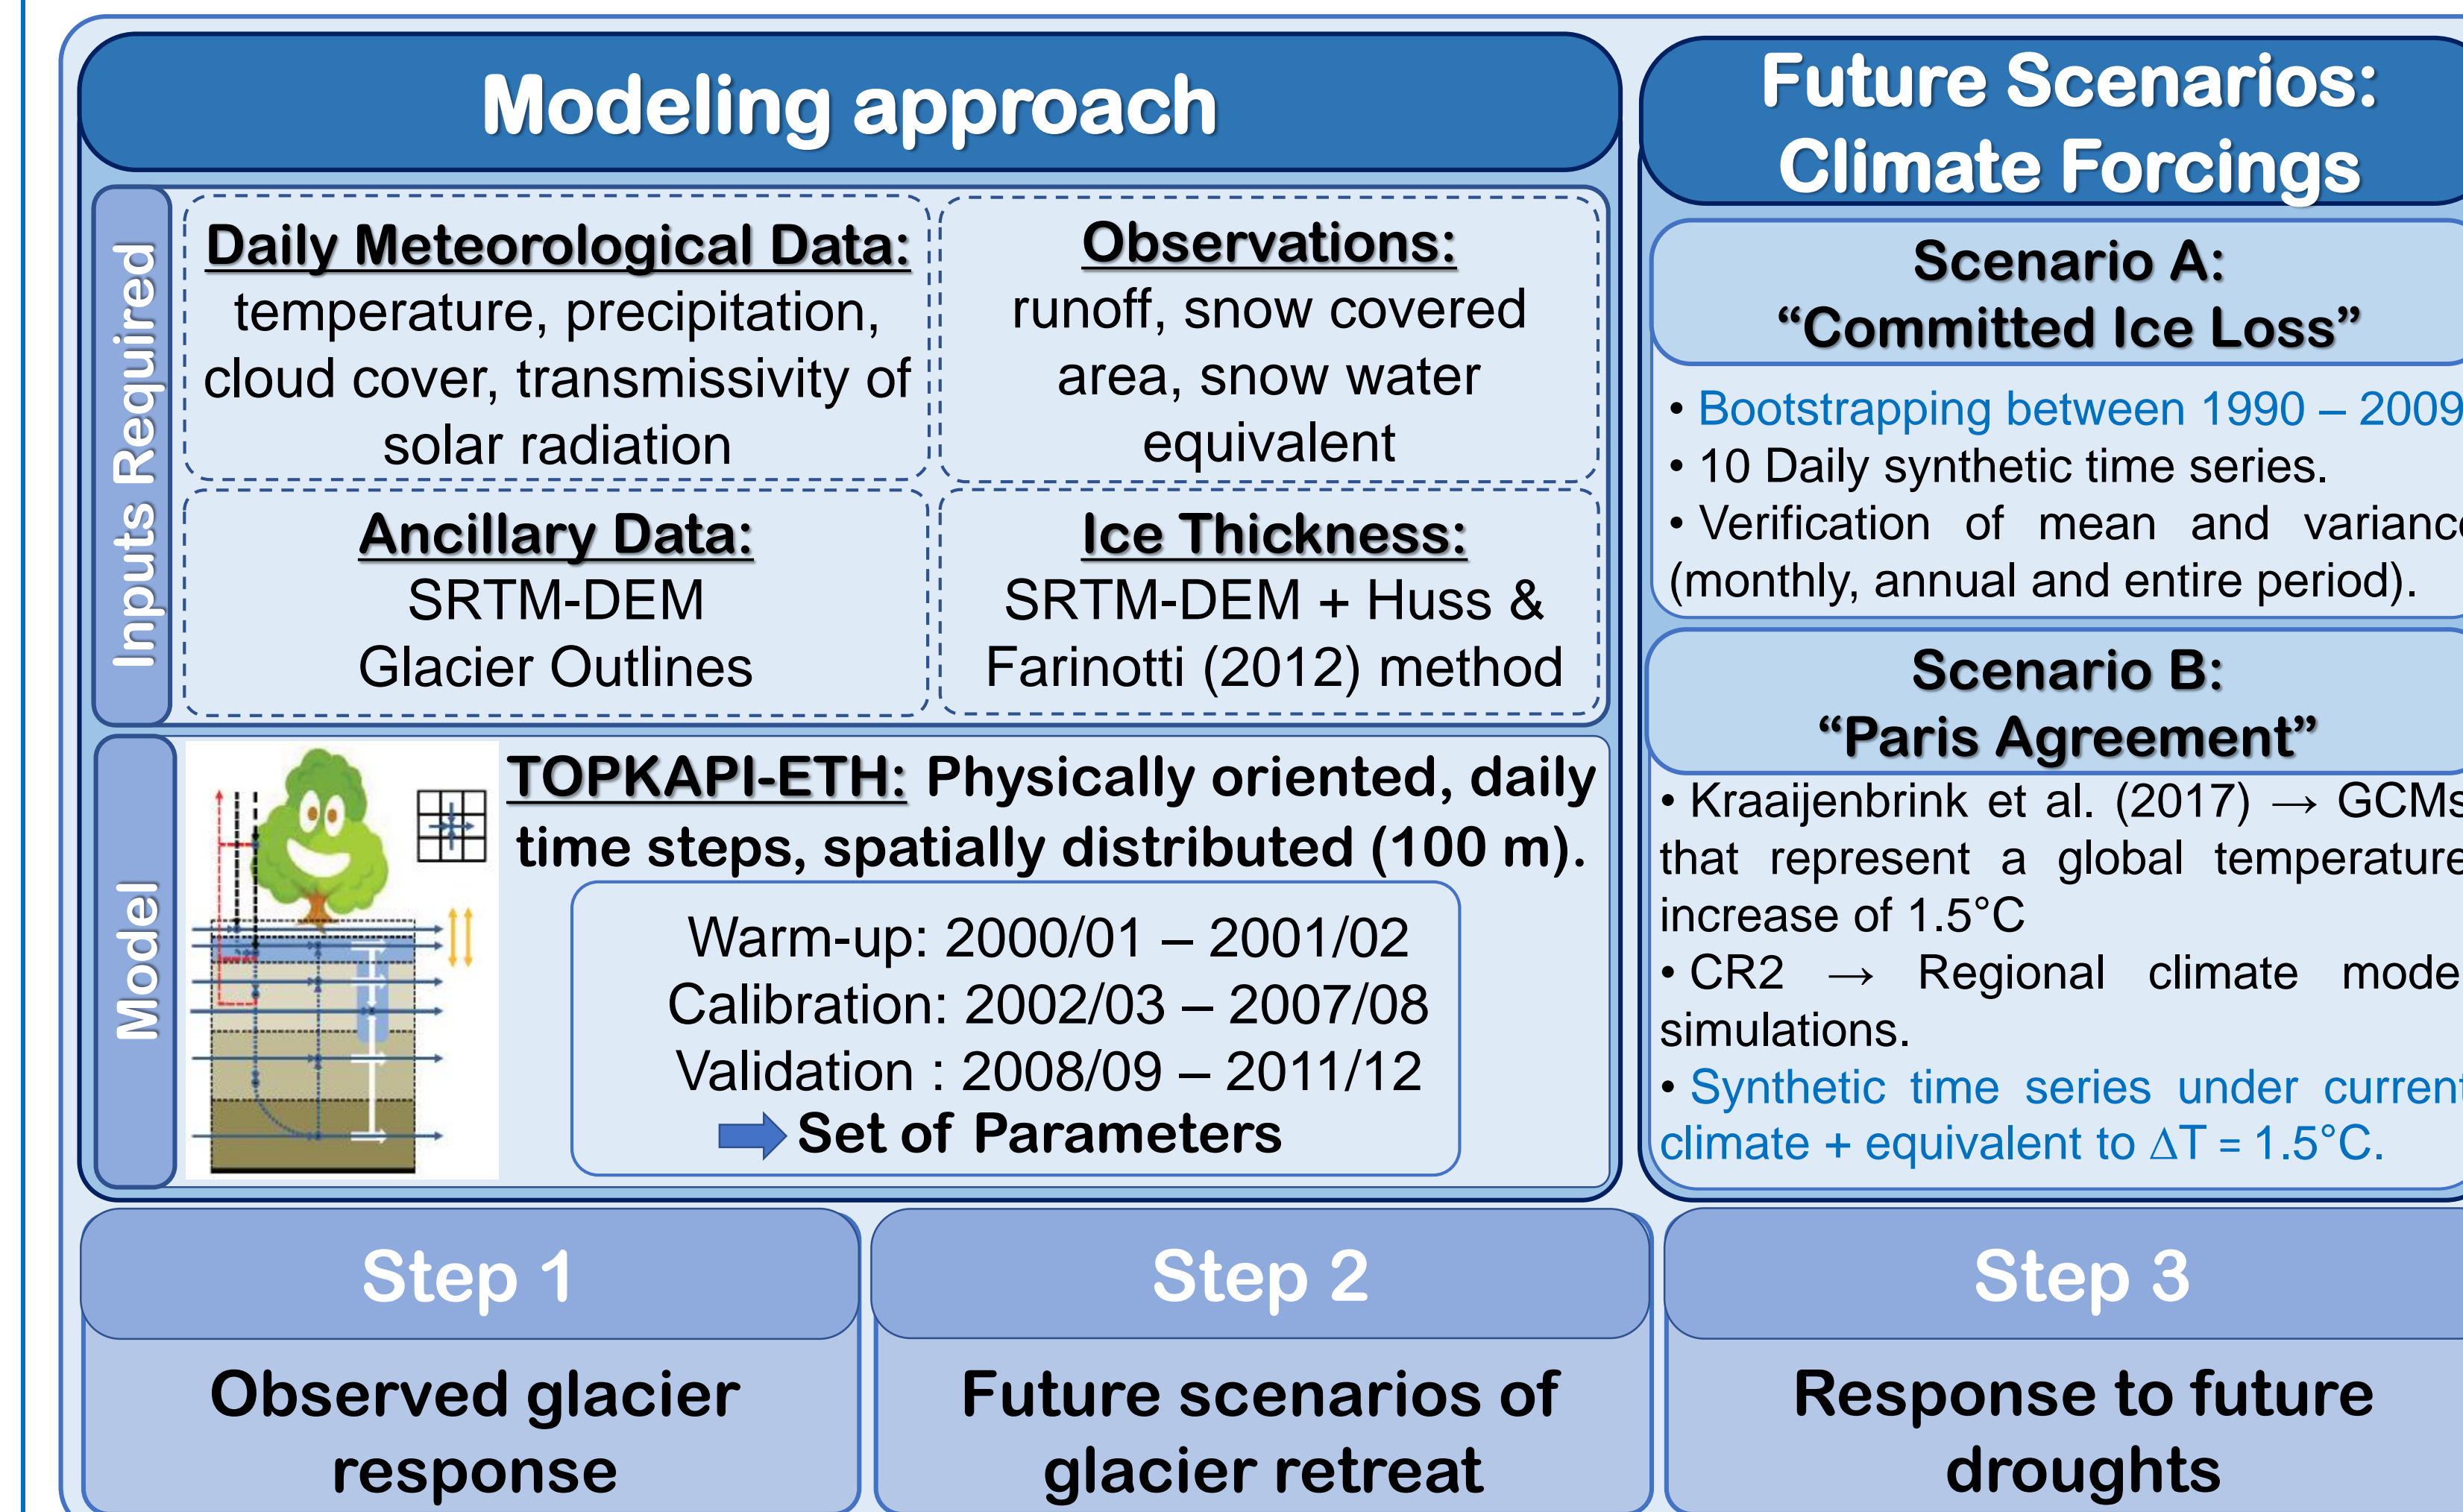 Modeling approach
Inputs Required
Daily Meteorological Data:
temperature, precipitation,
cloud cover, transmissivity of
solar radiation
Observations:
runoff, snow covered
area, snow water
equivalent
Ancillary Data:
SRTM-DEM
Glacier Outlines
Ice Thickness:
SRTM-DEM + Huss &
Farinotti (2012) method
Model
TOPKAPI-ETH: Physically oriented, daily
time steps, spatially distributed (100 m).
Warm-up: 2000/01 – 2001/02
Calibration: 2002/03 – 2007/08
Validation : 2008/09 – 2011/12
Set of Parameters
Future Scenarios:
Climate Forcings
Scenario A:
“Committed Ice Loss”
• Bootstrapping between 1990 – 2009
• 10 Daily synthetic time series.
• Verification of mean and variance
(monthly, annual and entire period).
Scenario B:
“Paris Agreement”
• Kraaijenbrink et al. (2017) → GCMs
that represent a global temperature
increase of 1.5°C
• CR2 → Regional climate model
simulations.
• Synthetic time series under current
climate + equivalent to ΔT = 1.5°C.
Step 1
Observed glacier
response
Step 2
Future scenarios of
glacier retreat
Step 3
Response to future
droughts